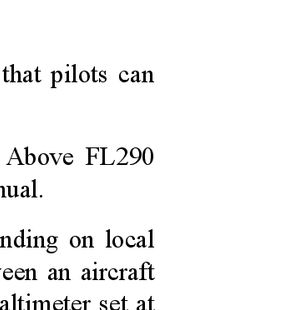 that pilots can
Above FL290
nual.
nding on local
een an aircraft
altimeter set at